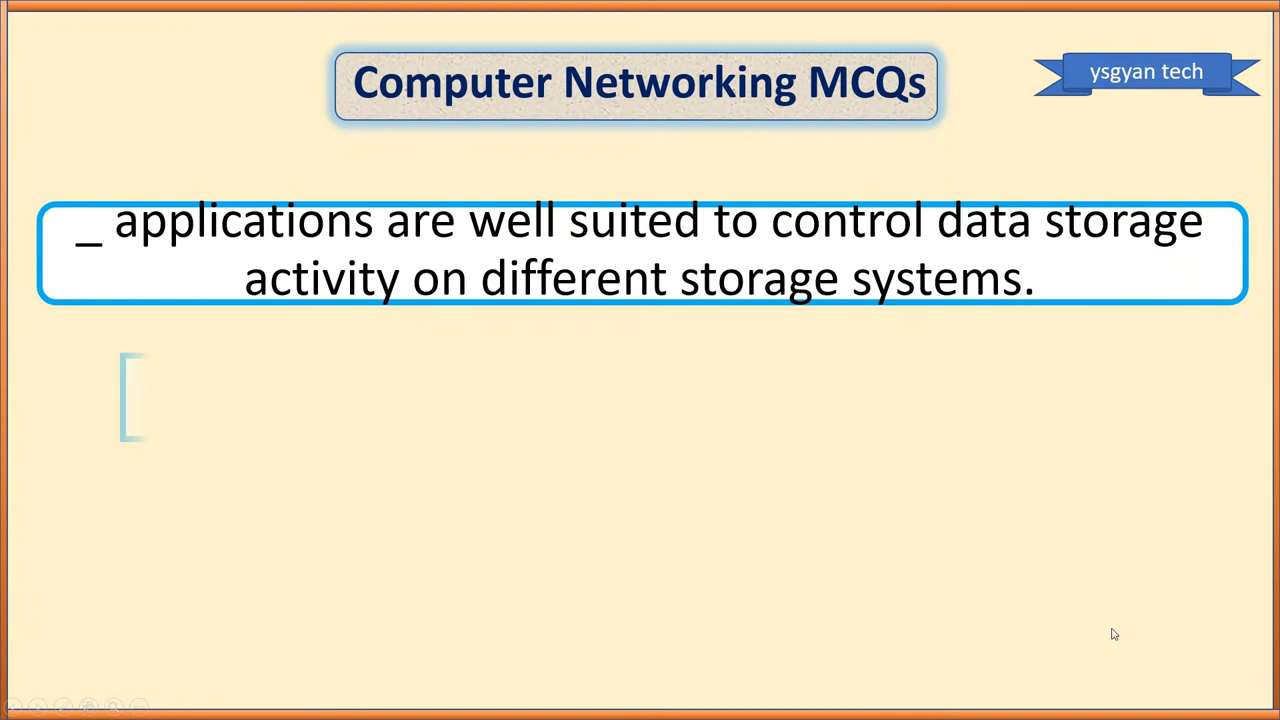 Computer Networking MCQs
ysgyan tech
_ applications are well suited to control data storage
activity on different storage systems.